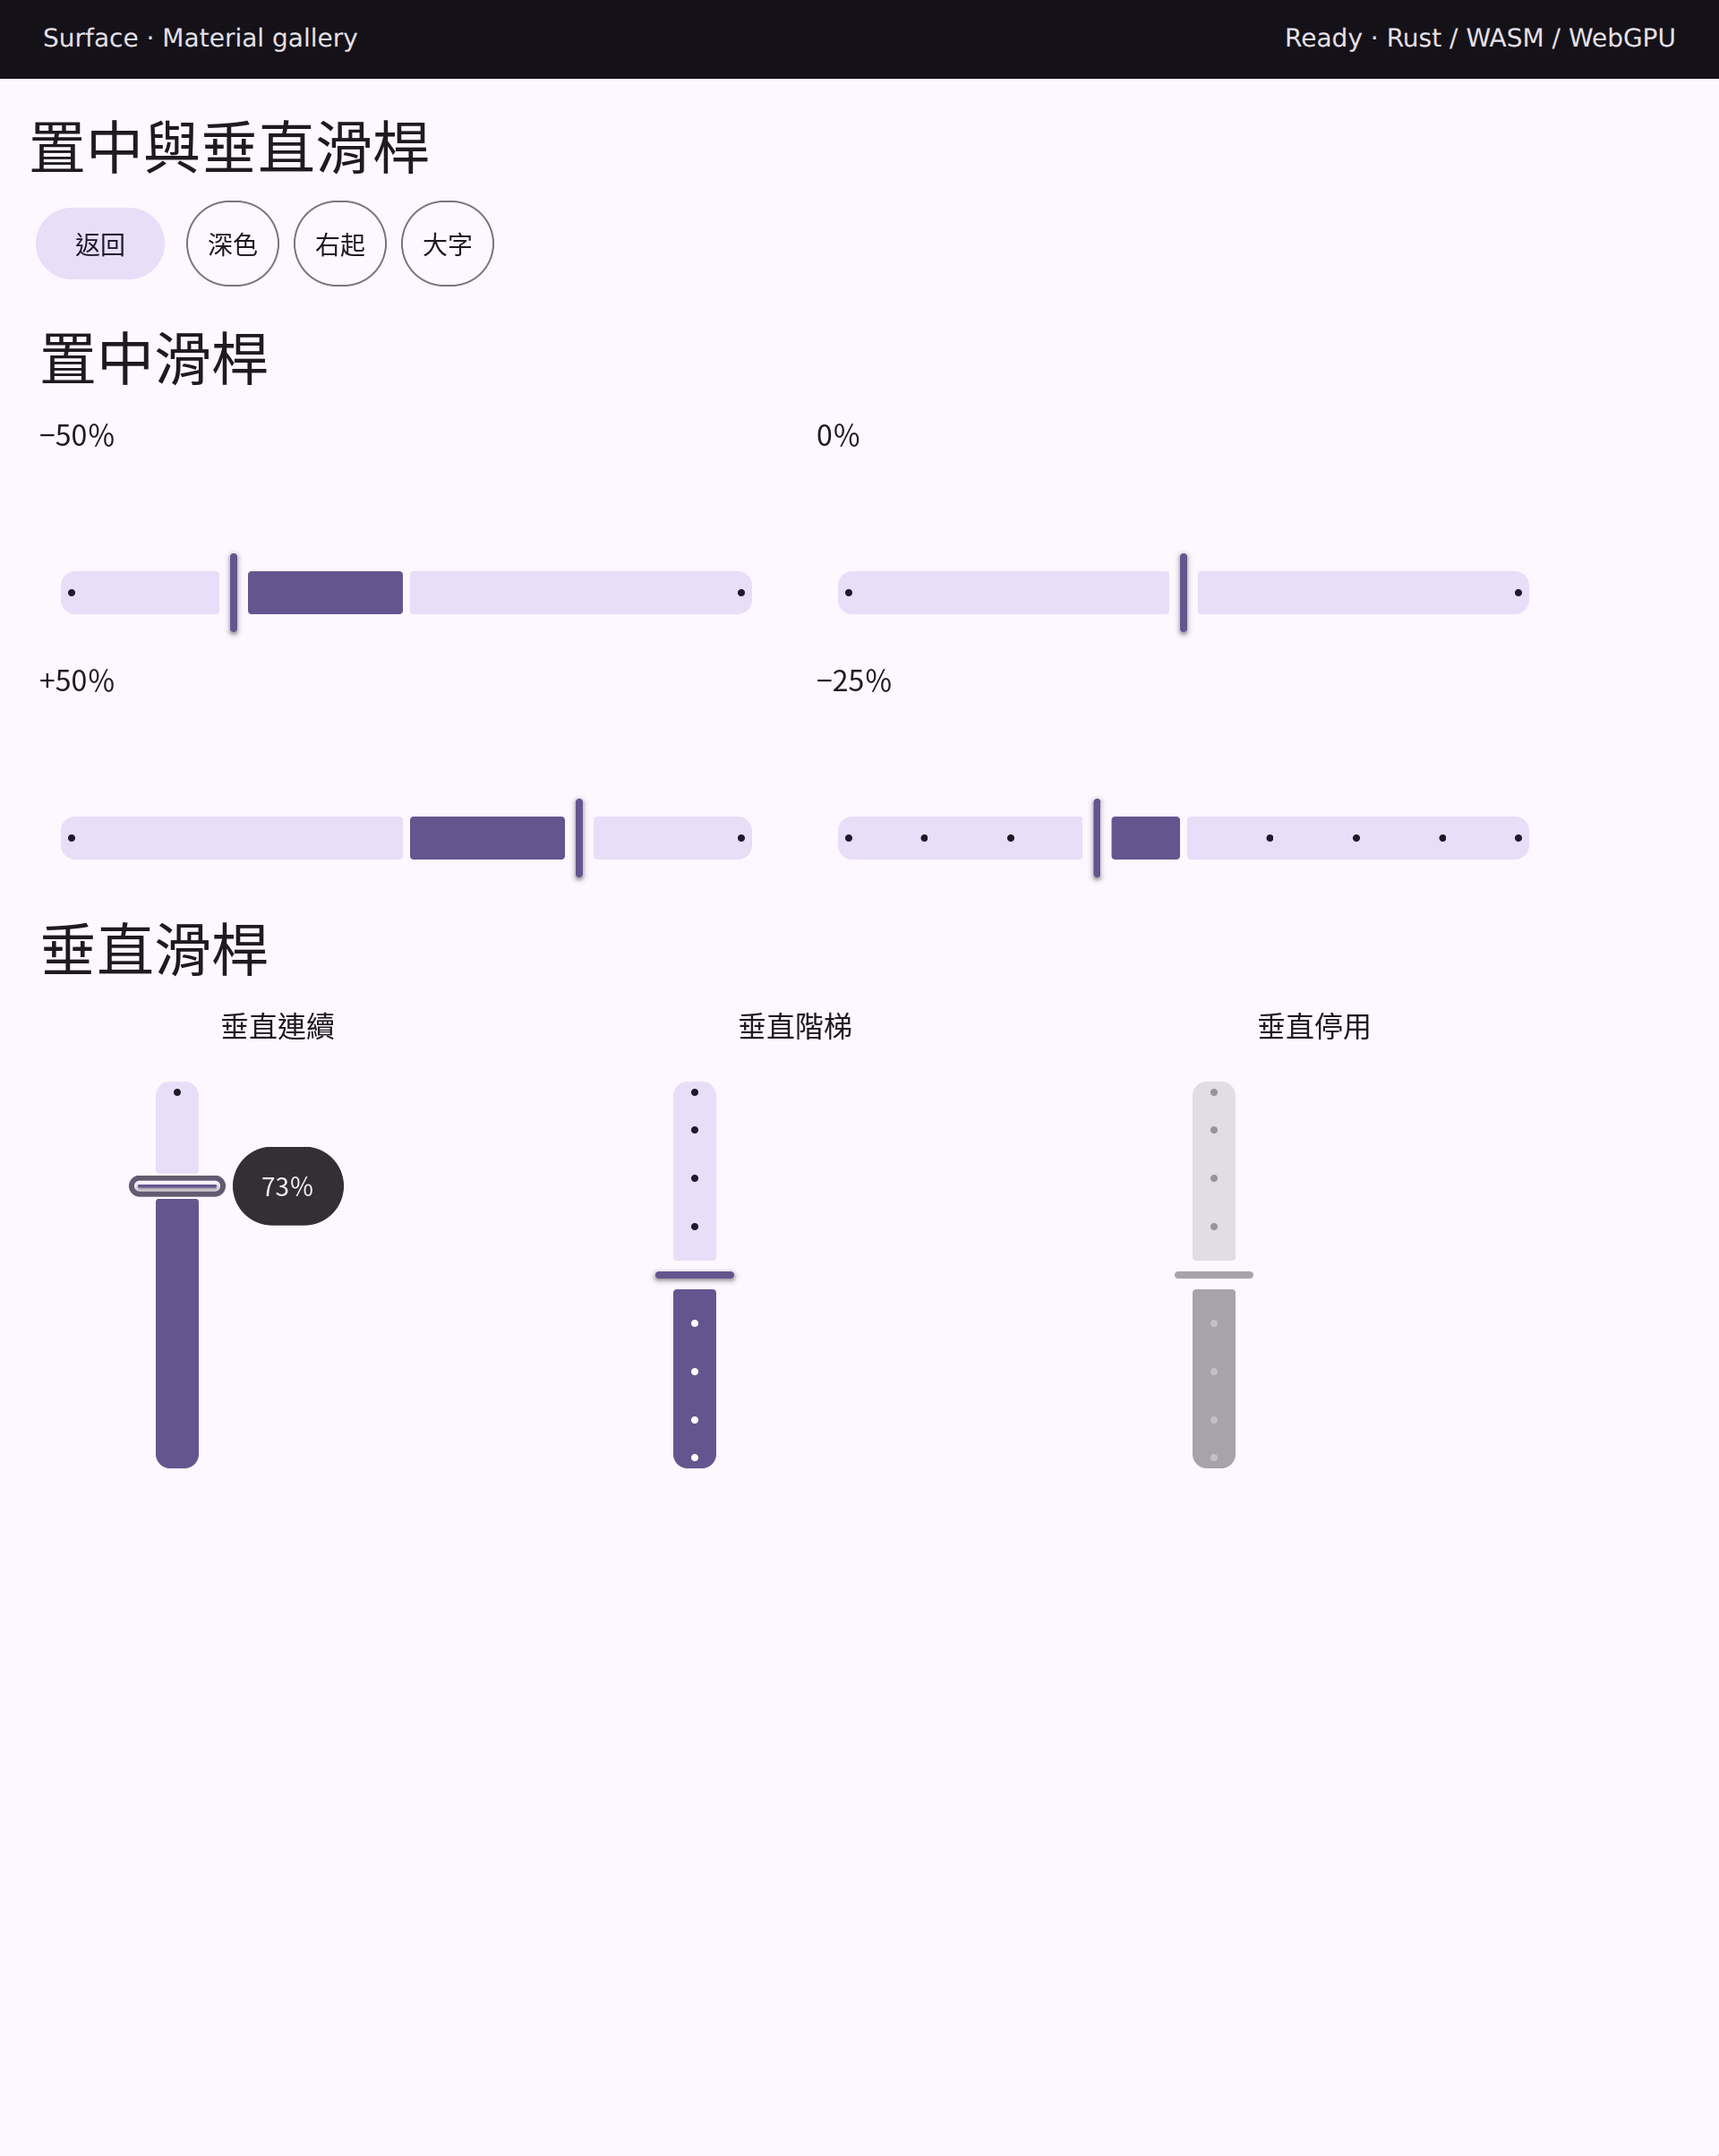 Surface · Material gallery
Ready · Rust / WASM / WebGPU
置中與垂直滑桿
返回 深色 右起 大字
置中滑桿
−50% 0%
+50% −25%
垂直滑桿
垂直連續 垂直階梯 垂直停用
73%